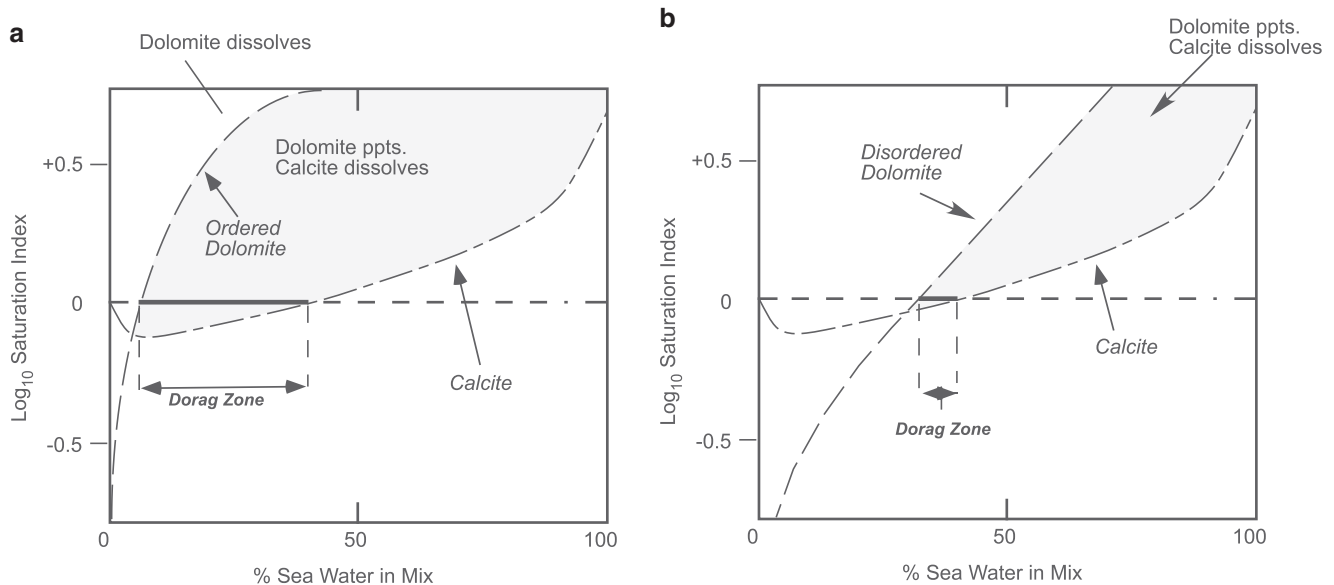 a
Dolomite dissolves
Dolomite ppts.
Calcite dissolves
+0.5
Ordered
Dolomite
0
Calcite
Dorag Zone
-0.5
Log10 Saturation Index
0
50
100
% Sea Water in Mix
b
Dolomite ppts.
Calcite dissolves
+0.5
Disordered
Dolomite
0
Calcite
Dorag Zone
-0.5
Log10 Saturation Index
0
50
100
% Sea Water in Mix